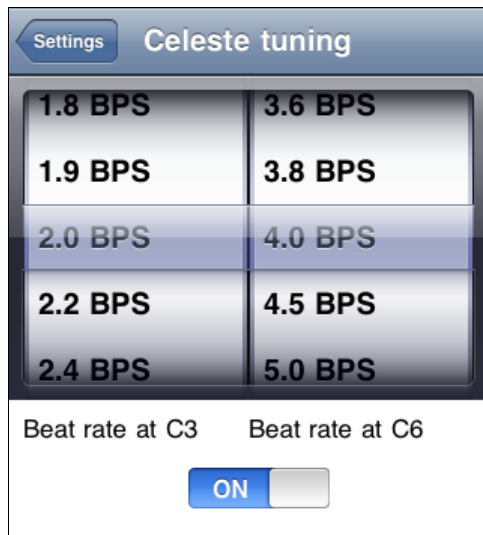 Settings Celeste tuning
1.8 BPS 3.6 BPS
1.9 BPS 3.8 BPS
2.0 BPS 4.0 BPS
2.2 BPS 4.5 BPS
2.4 BPS 5.0 BPS
Beat rate at C3 Beat rate at C6
ON